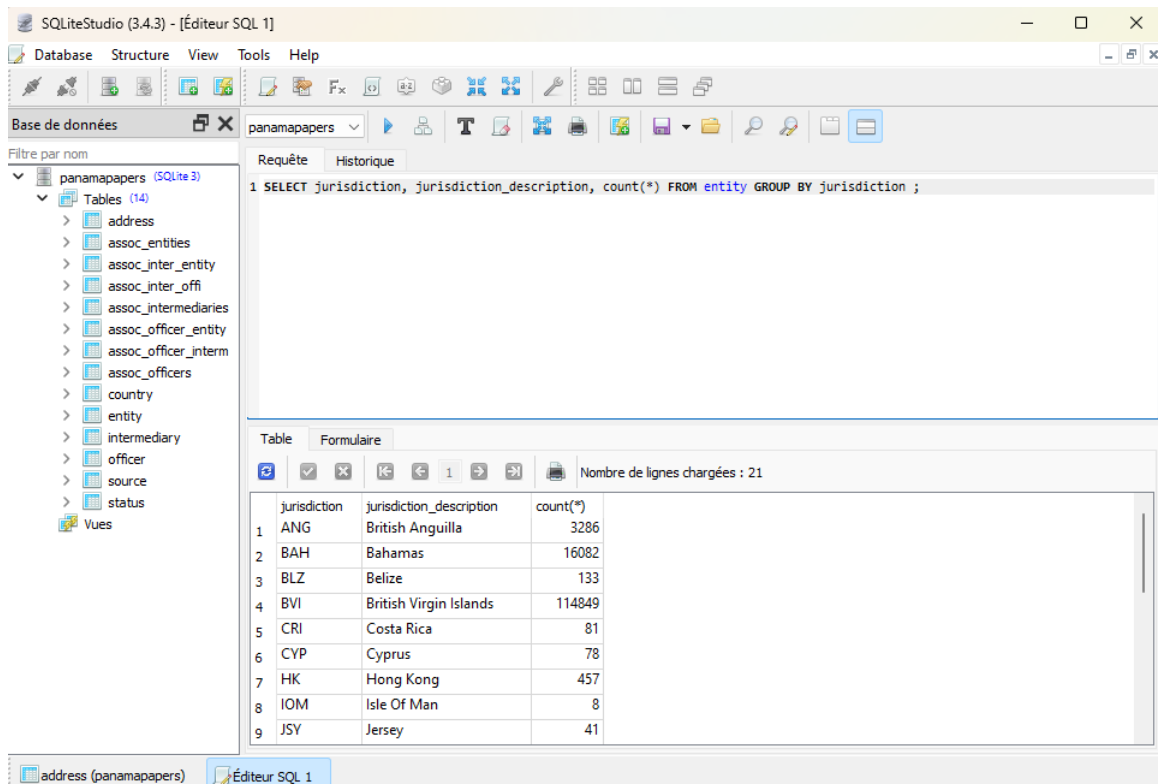 SQLiteStudio (3.4.3) - [Éditeur SQL 1]
Database Structure View Tools Help
Base de données
panamapapers
Filtre par nom
Requête Historique
panamapapers (SQLite 3)
Tables (14)
address
assoc_entities
assoc_inter_entity
assoc_inter_offi
assoc_intermediaries
assoc_officer_entity
assoc_officer_interm
assoc_officers
country
entity
intermediary
officer
source
status
Vues
1 SELECT jurisdiction, jurisdiction_description, count(*) FROM entity GROUP BY jurisdiction ;
Table Formulaire
1 Nombre de lignes chargées : 21
jurisdiction jurisdiction_description count(*)
1 ANG British Anguilla 3286
2 BAH Bahamas 16082
3 BLZ Belize 133
4 BVI British Virgin Islands 114849
5 CRI Costa Rica 81
6 CYP Cyprus 78
7 HK Hong Kong 457
8 IOM Isle Of Man 8
9 JSY Jersey 41
address (panamapapers) Éditeur SQL 1